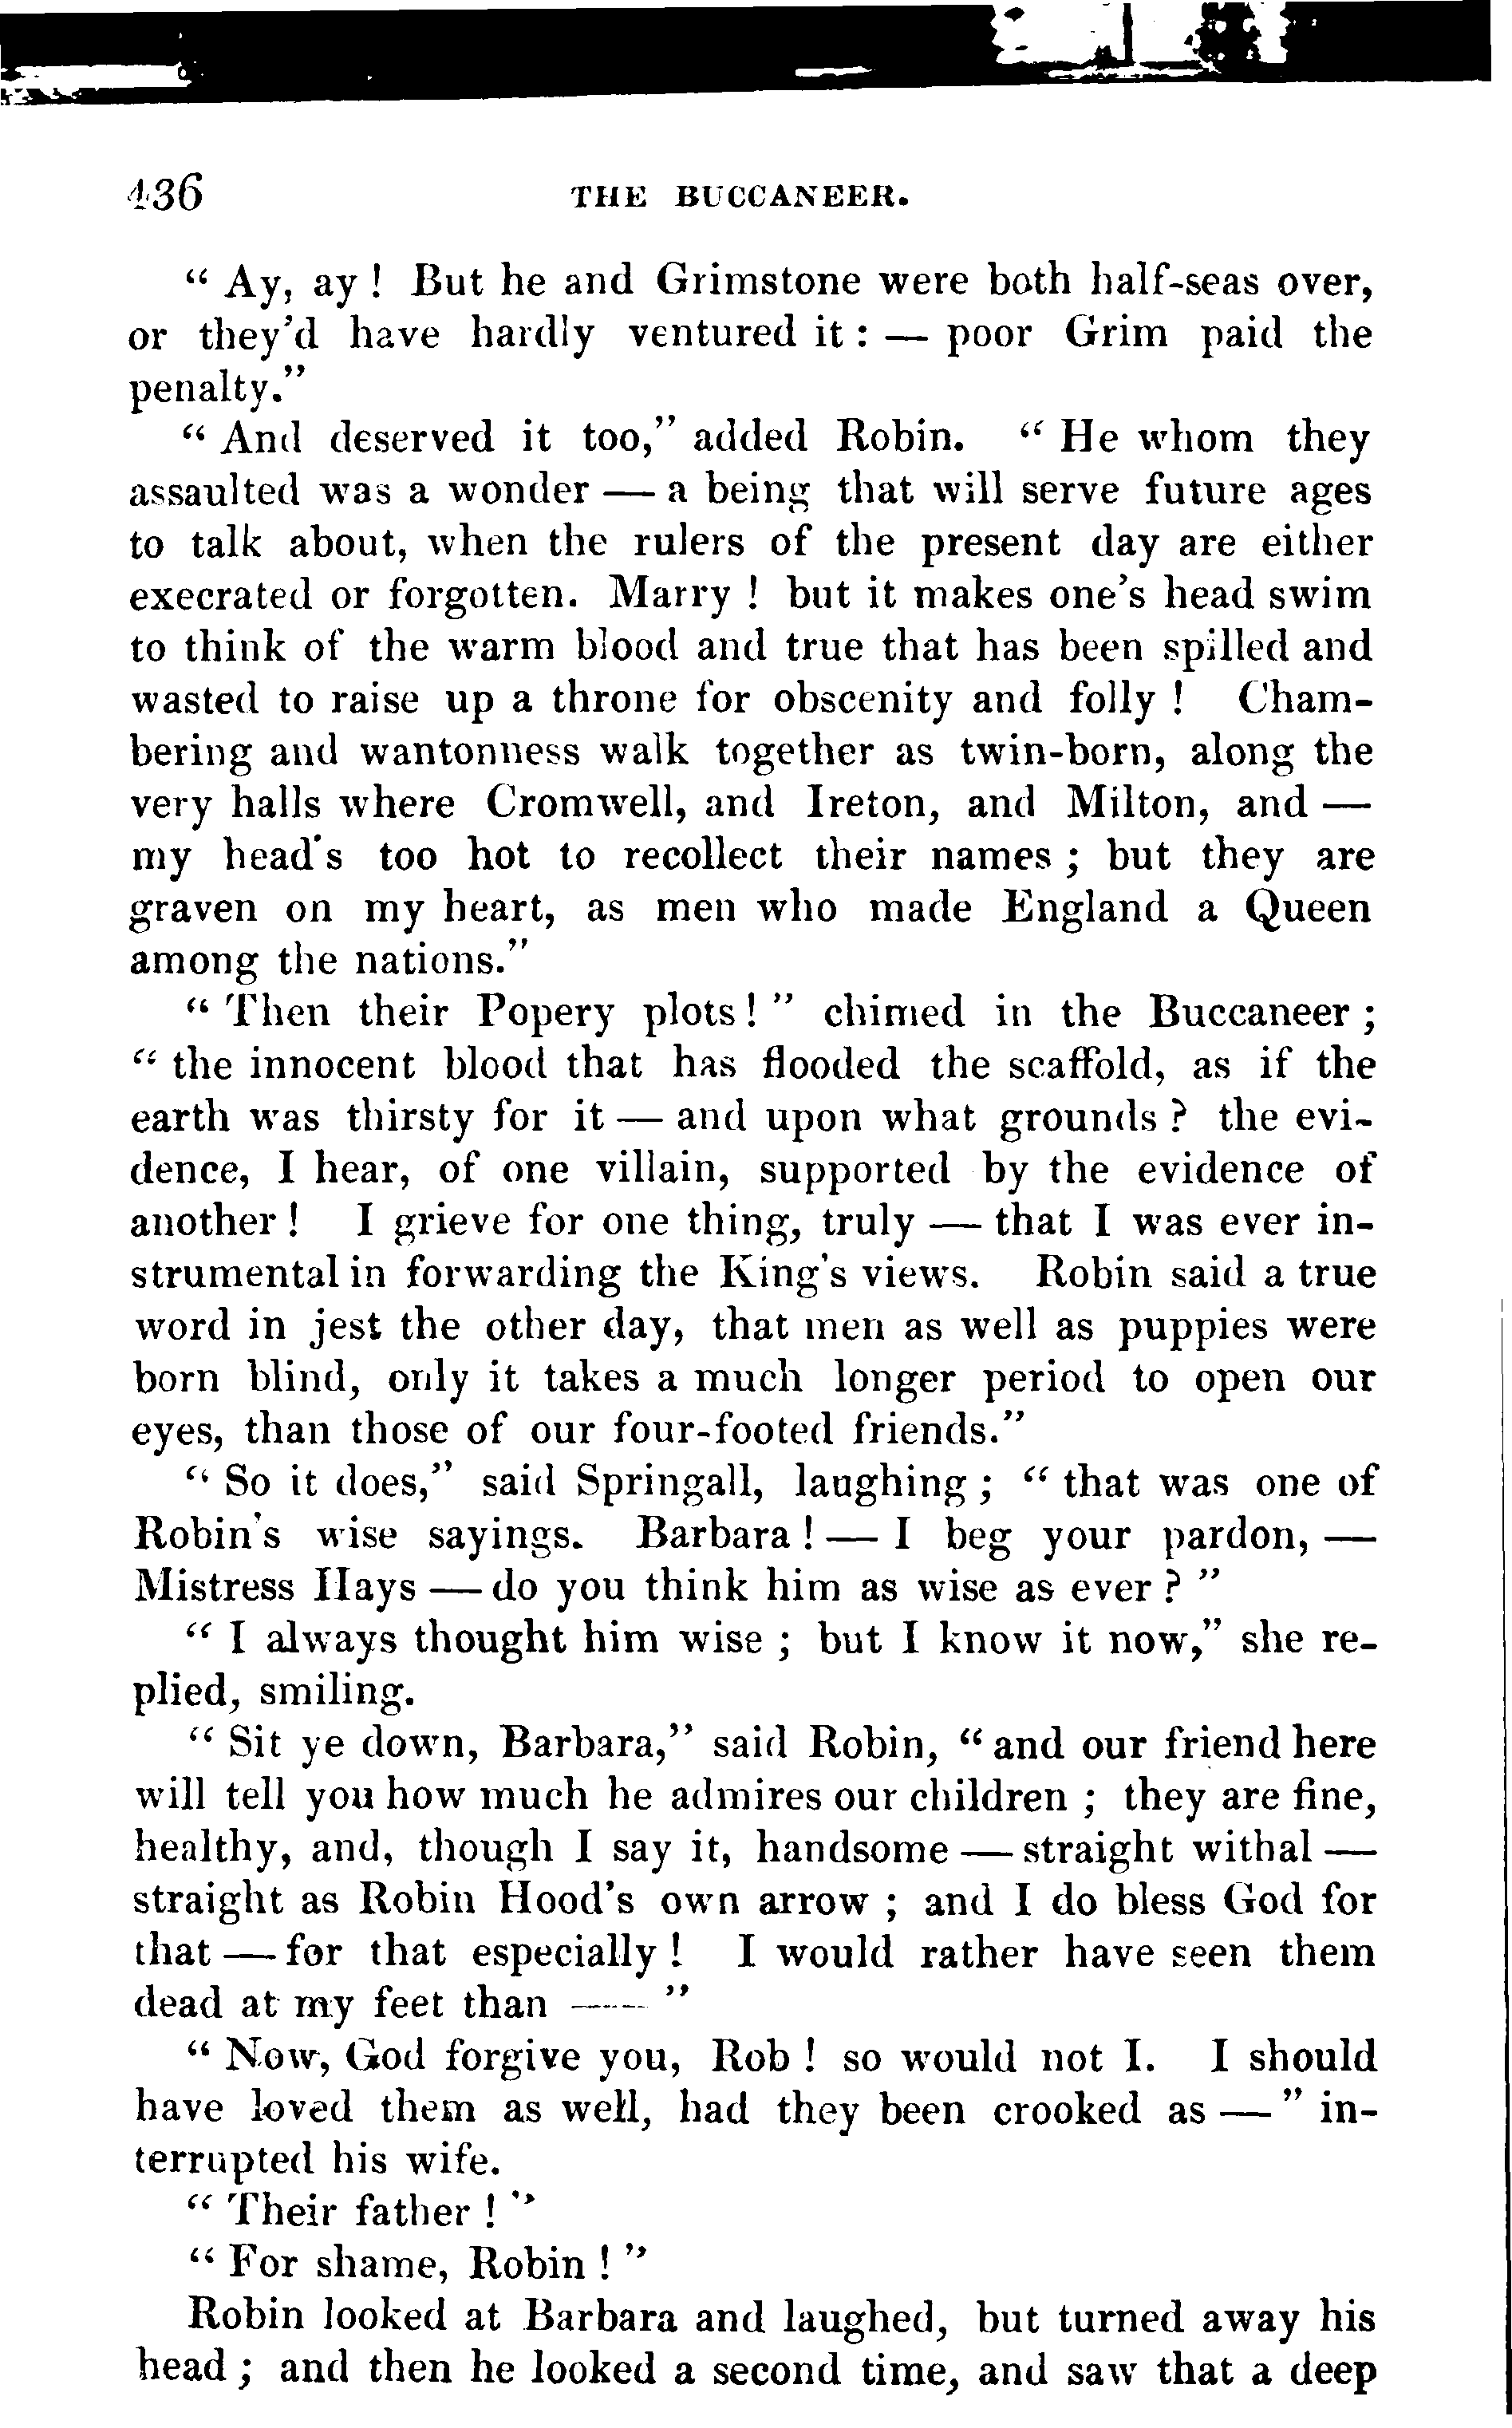 436 THE BUCCANEER.
“ Ay, ay ! But he and Grimstone were both half-seas over,
or they’d have hardly ventured it : — poor Grim paid the
penalty.”
“ And deserved it too,” added Robin. “ He whom they
assaulted was a wonder — a being that will serve future ages
to talk about, when the rulers of the present day are either
execrated or forgotten. Marry ! but it makes one’s head swim
to think of the warm blood and true that has been spilled and
wasted to raise up a throne for obscenity and folly ! Cham-
bering and wantonness walk together as twin-born, along the
very halls where Cromwell, and Ireton, and Milton, and —
my head’s too hot to recollect their names ; but they are
graven on my heart, as men who made England a Queen
among the nations.”
“ Then their Popery plots ! ” chimed in the Buccaneer ;
“ the innocent blood that has flooded the scaffold, as if the
earth was thirsty for it — and upon what grounds ? the evi-
dence, I hear, of one villain, supported by the evidence of
another ! I grieve for one thing, truly — that I was ever in-
strumental in forwarding the King’s views. Robin said a true
word in jest the other day, that men as well as puppies were
born blind, only it takes a much longer period to open our
eyes, than those of our four-footed friends.”
“ So it does,” said Springall, laughing ; “ that was one of
Robin’s wise sayings. Barbara ! — I beg your pardon, —
Mistress Hays — do you think him as wise as ever ? ”
“ I always thought him wise ; but I know it now,” she re-
plied, smiling.
“ Sit ye down, Barbara,” said Robin, “ and our friend here
will tell you how much he admires our children ; they are fine,
healthy, and, though I say it, handsome — straight withal —
straight as Robin Hood’s own arrow ; and I do bless God for
that — for that especially ! I would rather have seen them
dead at my feet than —— ”
“ Now, God forgive you, Rob ! so would not I. I should
have loved them as well, had they been crooked as — ” in-
terrupted his wife.
“ Their father ! ”
“ For shame, Robin ! ”
Robin looked at Barbara and laughed, but turned away his
head ; and then he looked a second time, and saw that a deep